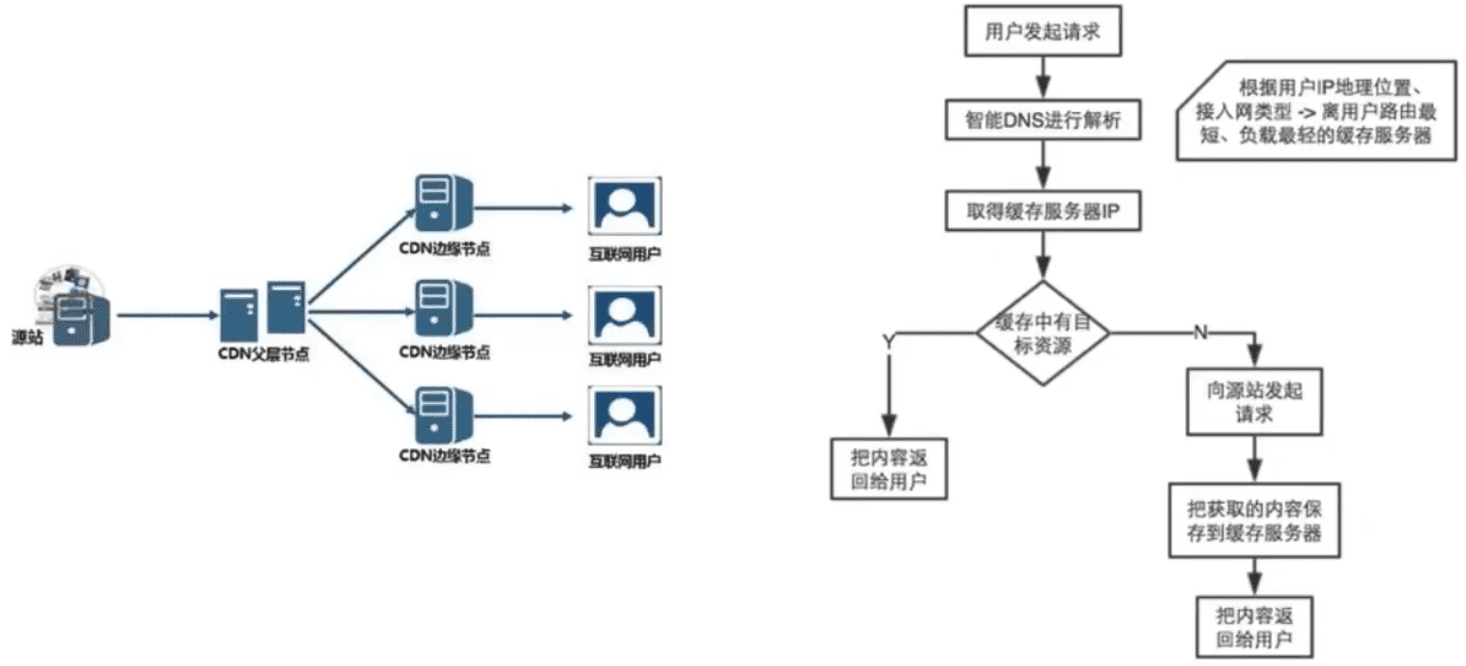 源站
CDN父层节点
CDN边缘节点
互联网用户
CDN边缘节点
互联网用户
CDN边缘节点
互联网用户
用户发起请求
智能DNS进行解析
根据用户IP地理位置、
接入网类型 -> 离用户路由最
短、负载最轻的缓存服务器
取得缓存服务器IP
缓存中有目
标资源
Y
N
把内容返
回给用户
向源站发起
请求
把获取的内容保
存到缓存服务器
把内容返
回给用户